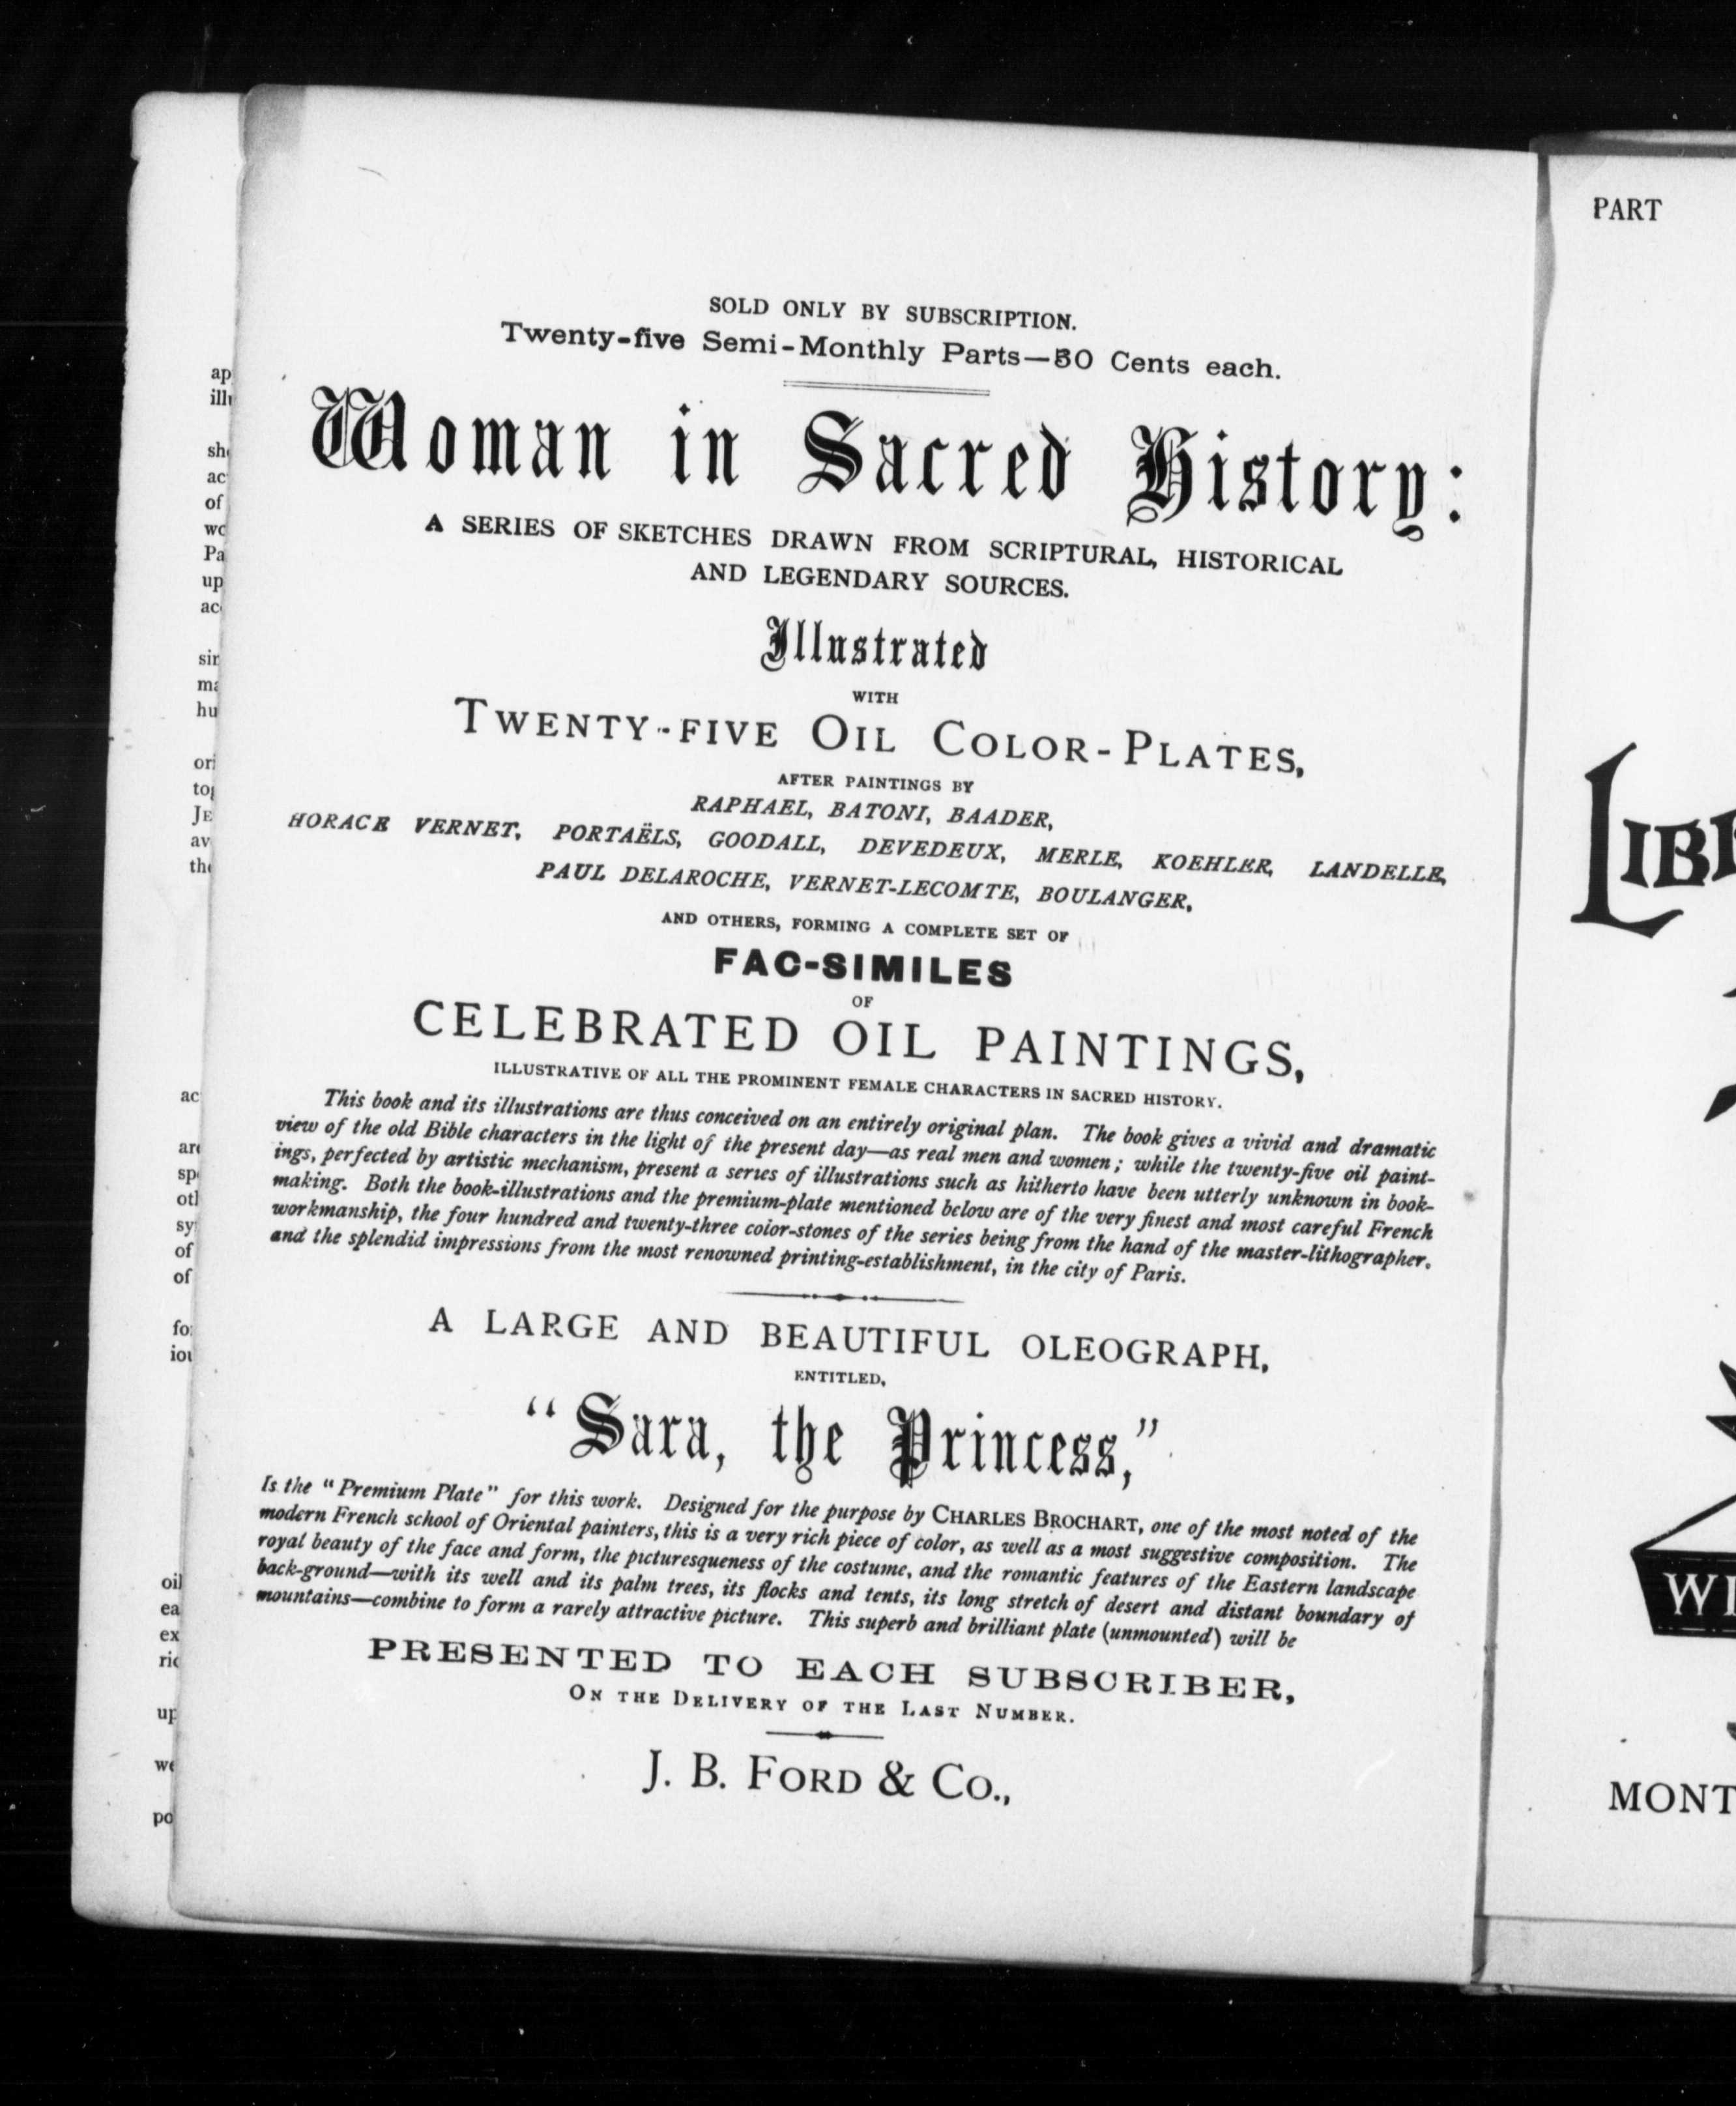 SOLD ONLY BY SUBSCRIPTION.
Twenty-five Semi-Monthly Parts—50 Cents each.
Woman in Sacred History:
A SERIES OF SKETCHES DRAWN FROM SCRIPTURAL, HISTORICAL
AND LEGENDARY SOURCES.
Illustrated
WITH
TWENTY-FIVE OIL COLOR-PLATES,
AFTER PAINTINGS BY
RAPHAEL, BATONI, BAADER,
HORACE VERNET, PORTAËLS, GOODALL, DEVEDEUX, MERLE, KOEHLER, LANDELLE,
PAUL DELAROCHE, VERNET-LECOMTE, BOULANGER,
AND OTHERS, FORMING A COMPLETE SET OF
FAC-SIMILES
OF
CELEBRATED OIL PAINTINGS,
ILLUSTRATIVE OF ALL THE PROMINENT FEMALE CHARACTERS IN SACRED HISTORY.
This book and its illustrations are thus conceived on an entirely original plan. The book gives a vivid and dramatic
view of the old Bible characters in the light of the present day—as real men and women; while the twenty-five oil paint-
ings, perfected by artistic mechanism, present a series of illustrations such as hitherto have been utterly unknown in book-
making. Both the book-illustrations and the premium-plate mentioned below are of the very finest and most careful French
workmanship, the four hundred and twenty-three color-stones of the series being from the hand of the master-lithographer.
and the splendid impressions from the most renowned printing-establishment, in the city of Paris.
A LARGE AND BEAUTIFUL OLEOGRAPH,
ENTITLED,
"Sara, the Princess,"
Is the "Premium Plate" for this work. Designed for the purpose by CHARLES BROCHART, one of the most noted of the
modern French school of Oriental painters, this is a very rich piece of color, as well as a most suggestive composition. The
royal beauty of the face and form, the picturesqueness of the costume, and the romantic features of the Eastern landscape
back-ground—with its well and its palm trees, its flocks and tents, its long stretch of desert and distant boundary of
mountains—combine to form a rarely attractive picture. This superb and brilliant plate (unmounted) will be
PRESENTED TO EACH SUBSCRIBER,
ON THE DELIVERY OF THE LAST NUMBER.
J. B. FORD & CO.,
PART